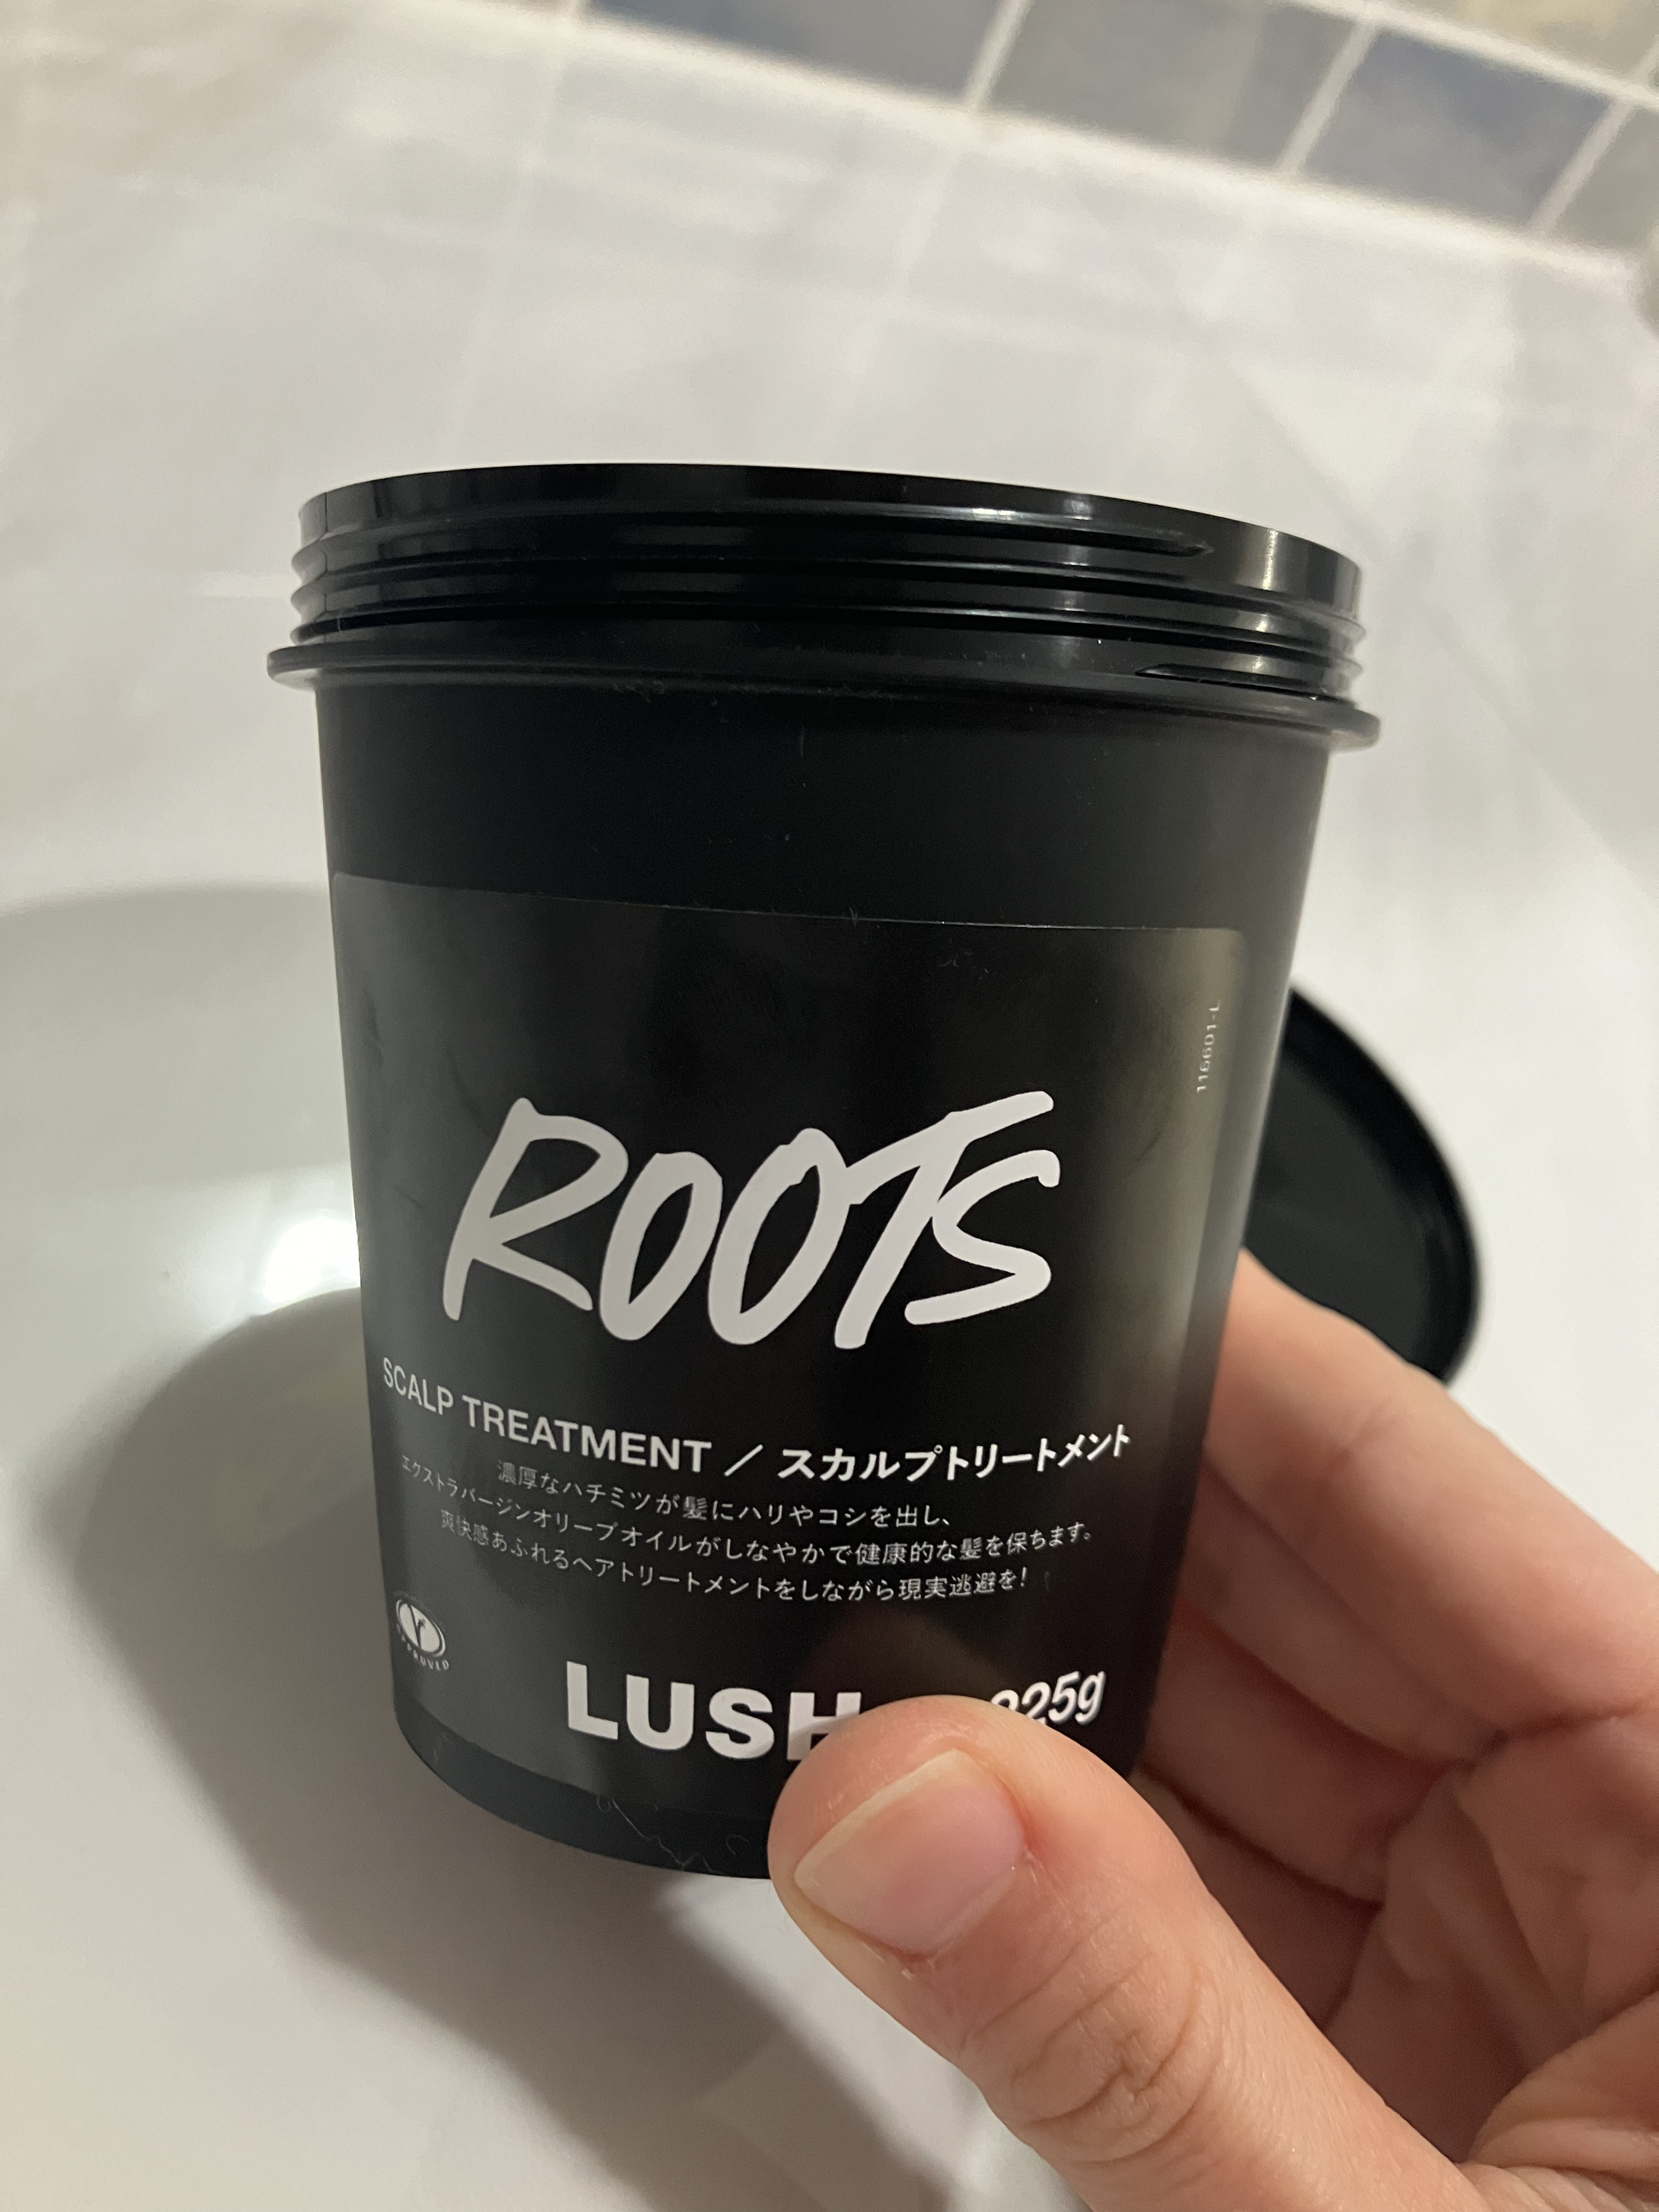 116601-L
ROOTS
SCALP TREATMENT / スカルプトリートメント
濃厚なハチミツが髪にハリやコシを出し、
エクストラバージンオリーブオイルがしなやかで健康的な髪を保ちます。
爽快感あふれるヘアトリートメントをしながら現実逃避を!
V
APPROVED
LUSH
225g